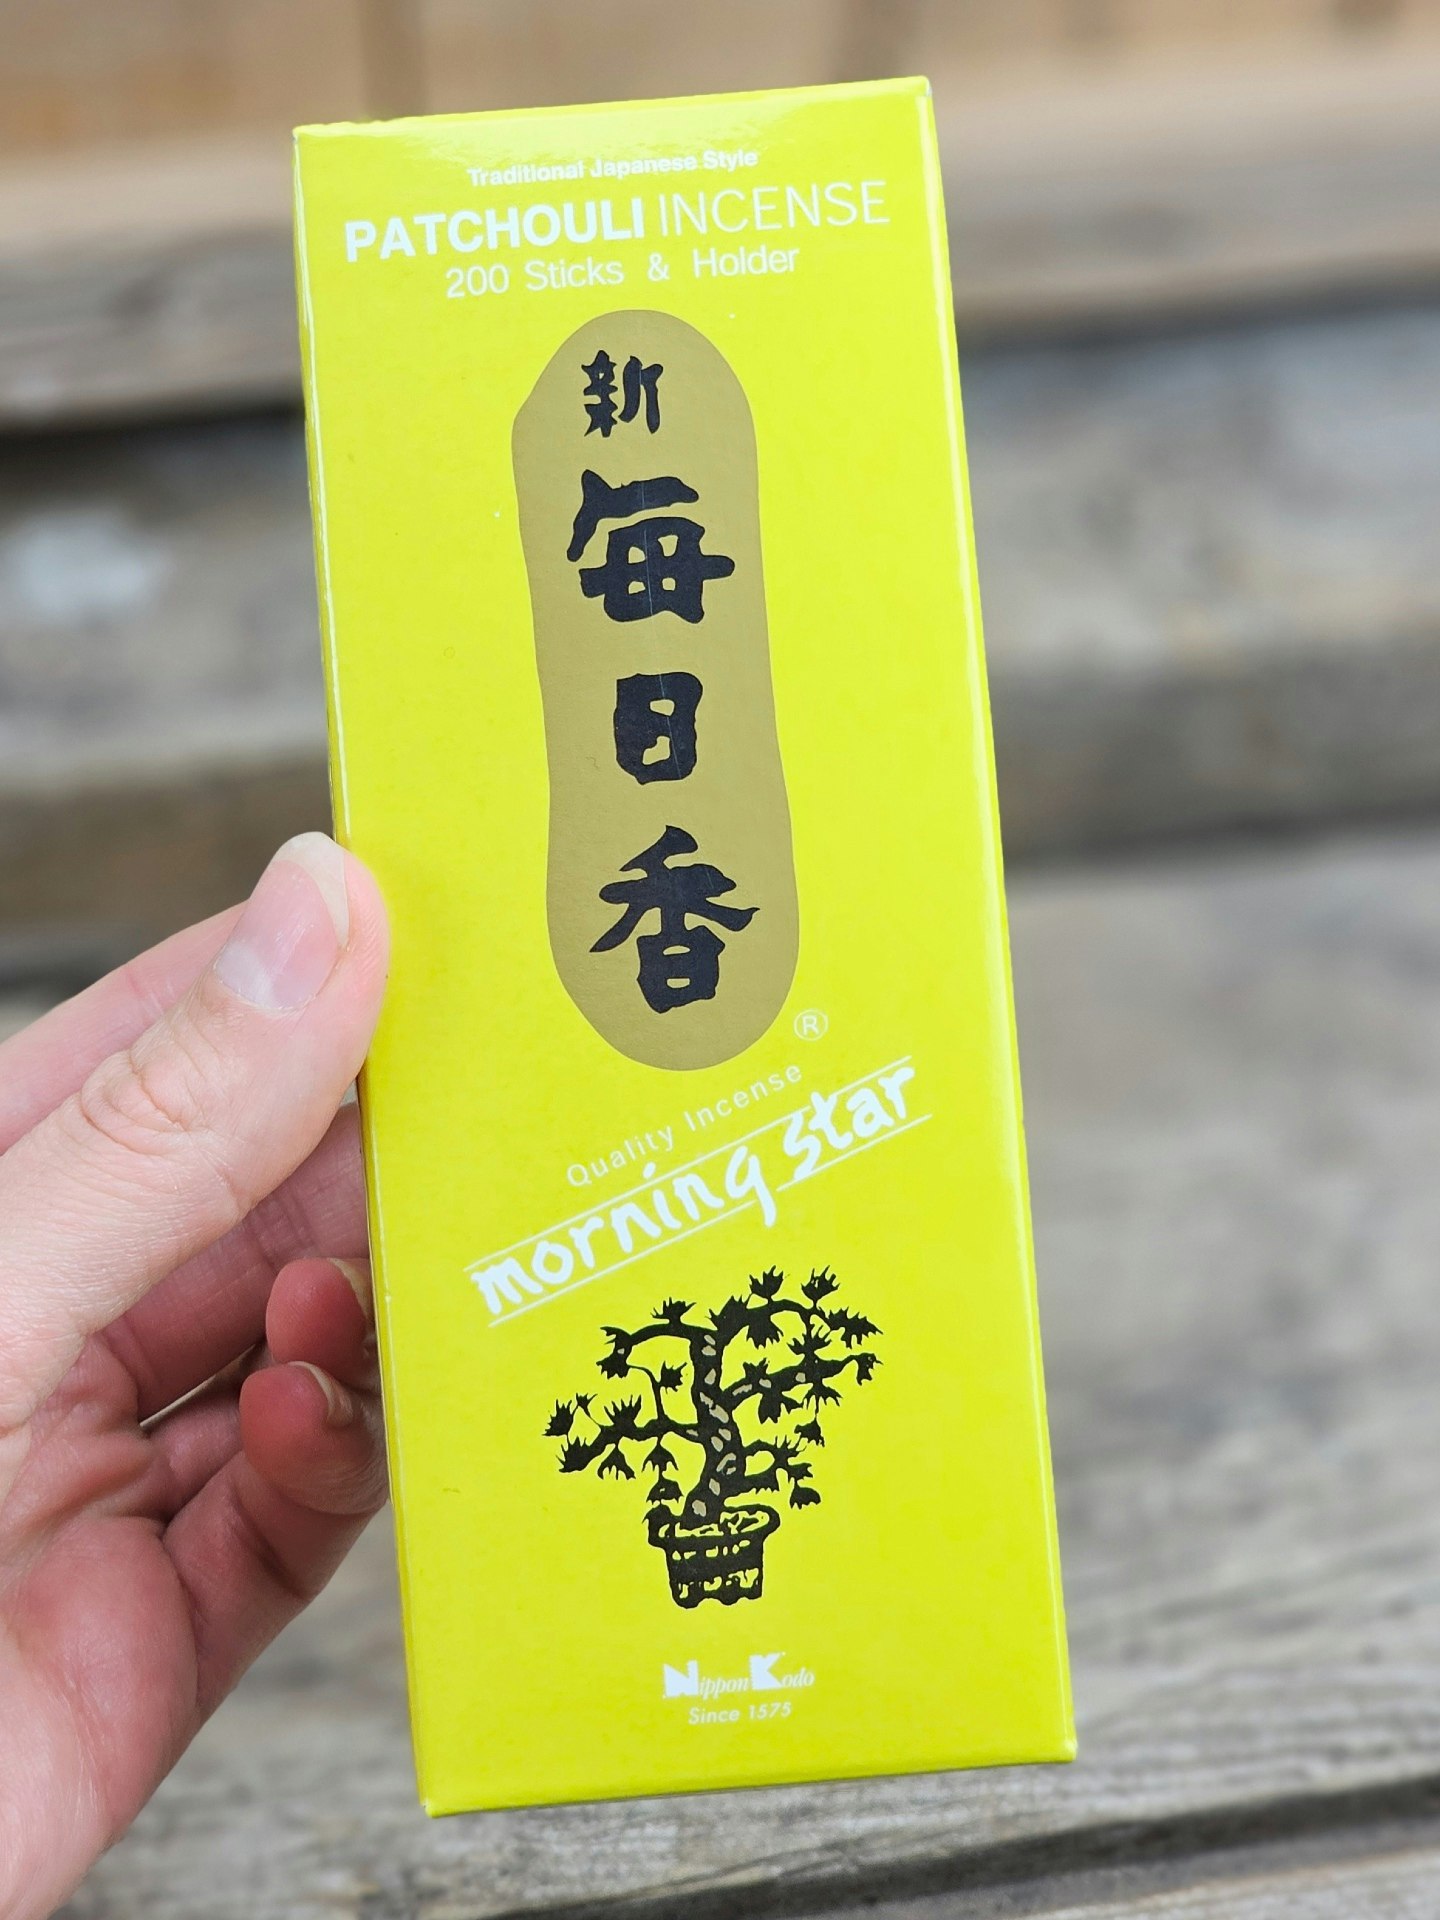 Traditional Japanese Style
PATCHOULI INCENSE
200 Sticks & Holder
新
毎日香
®
Quality Incense
morning star
Nippon Kodo
Since 1575